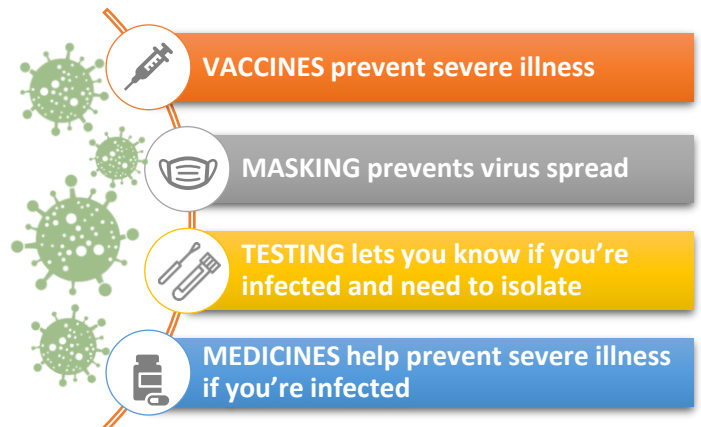 VACCINES prevent severe illness
MASKING prevents virus spread
TESTING lets you know if you’re
infected and need to isolate
MEDICINES help prevent severe illness
if you’re infected